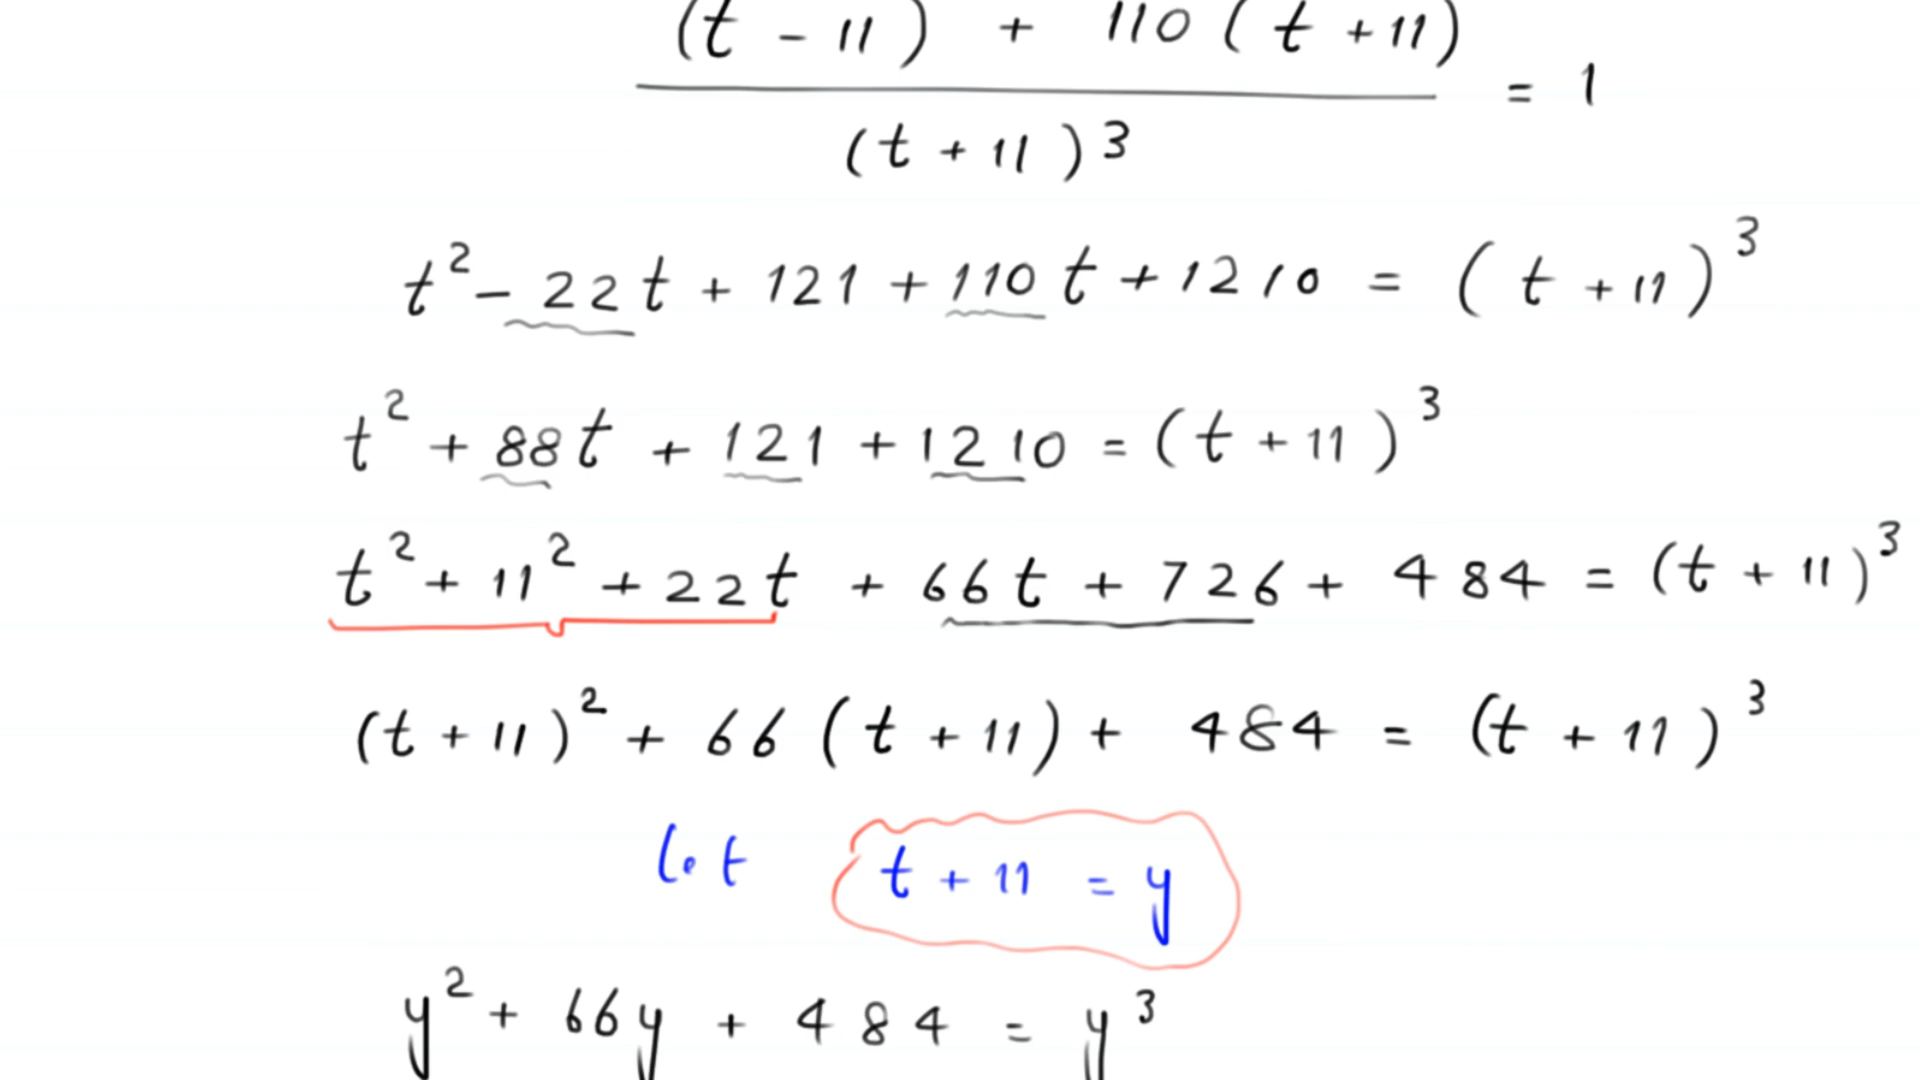 (t - 11) + 110 (t + 11)
= 1
(t + 11)³
t² - 22t + 121 + 110t + 1210 = (t + 11)³
t² + 88t + 121 + 1210 = (t + 11)³
t² + 11² + 22t + 66t + 726 + 484 = (t + 11)³
(t + 11)² + 66 (t + 11) + 484 = (t + 11)³
let t + 11 = y
y² + 66y + 484 = y³